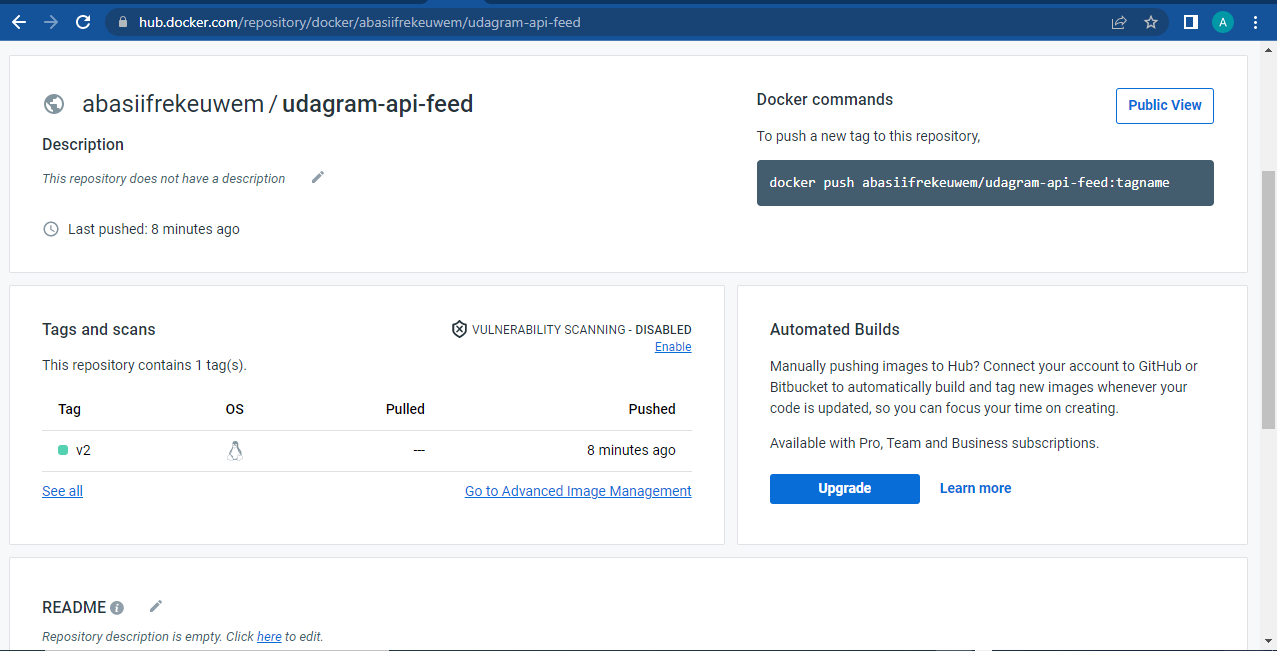 hub.docker.com/repository/docker/abasiifrekeuwem/udagram-api-feed
A
abasiifrekeuwem / udagram-api-feed
Description
This repository does not have a description
Last pushed: 8 minutes ago
Docker commands
Public View
To push a new tag to this repository,
docker push abasiifrekeuwem/udagram-api-feed:tagname
Tags and scans
VULNERABILITY SCANNING - DISABLED
Enable
This repository contains 1 tag(s).
Tag OS Pulled Pushed
v2 --- 8 minutes ago
See all
Go to Advanced Image Management
Automated Builds
Manually pushing images to Hub? Connect your account to GitHub or
Bitbucket to automatically build and tag new images whenever your
code is updated, so you can focus your time on creating.
Available with Pro, Team and Business subscriptions.
Upgrade
Learn more
README i
Repository description is empty. Click here to edit.